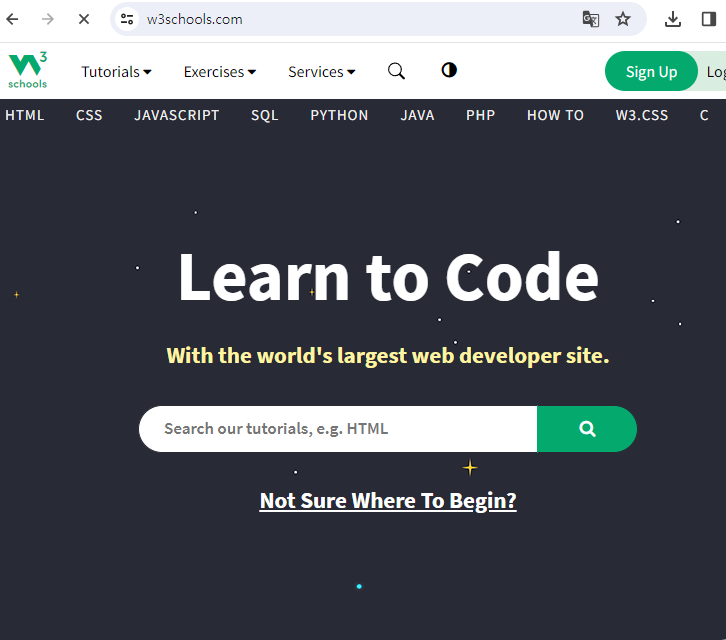 w3schools.com
W3
schools
Tutorials Exercises Services Sign Up
HTML CSS JAVASCRIPT SQL PYTHON JAVA PHP HOW TO W3.CSS C
Learn to Code
With the world's largest web developer site.
Search our tutorials, e.g. HTML
Not Sure Where To Begin?